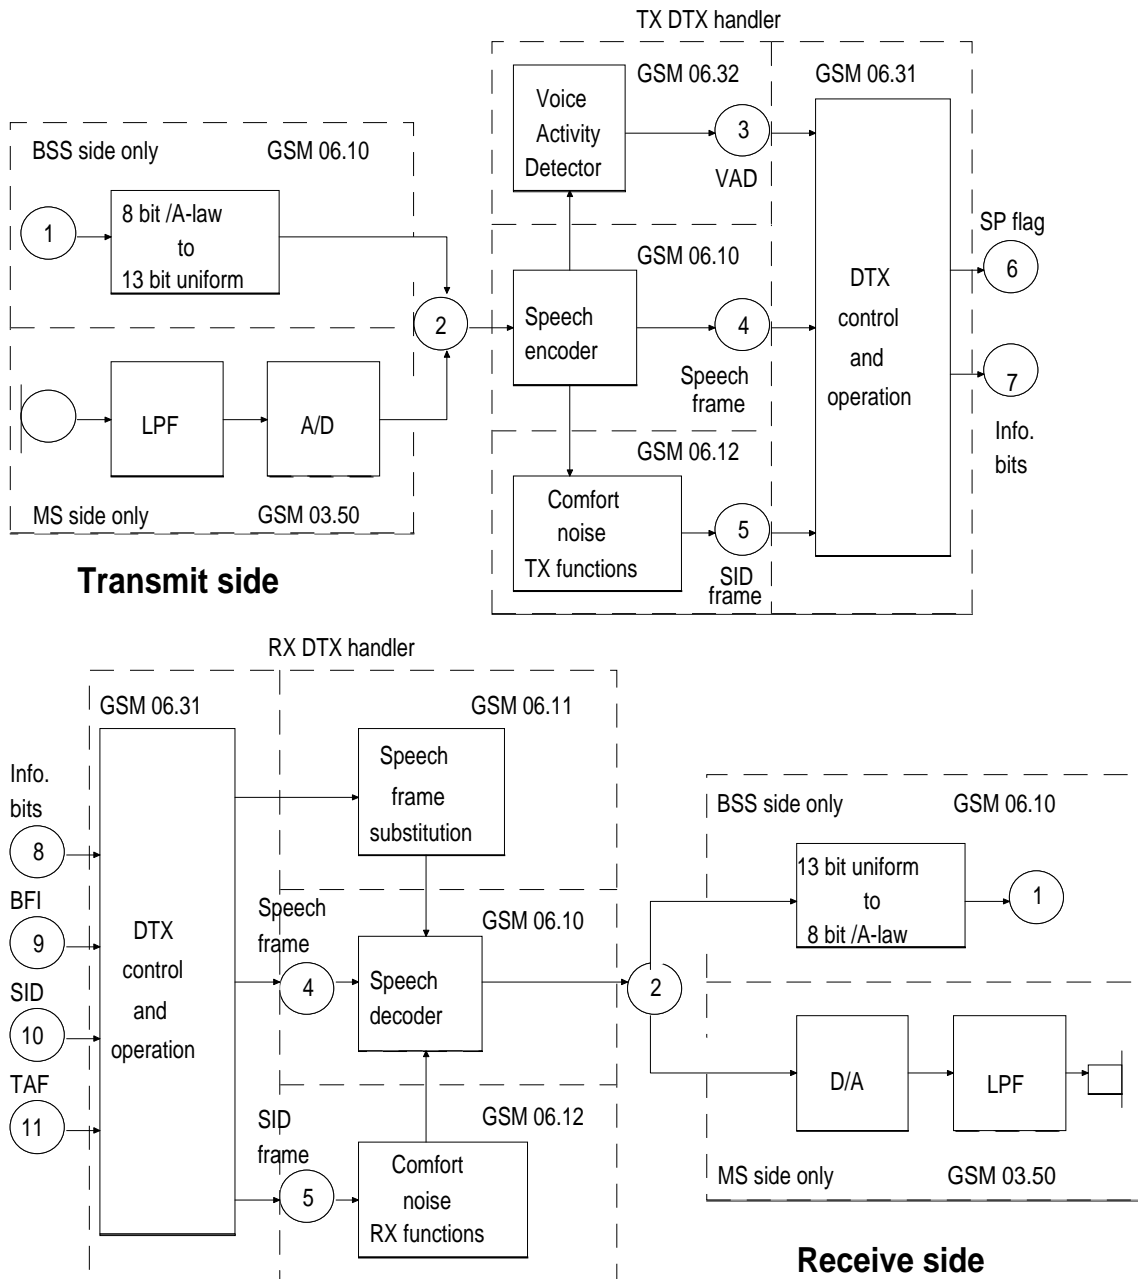 TX DTX handler
GSM 06.32
GSM 06.31
Voice
Activity
Detector
3
VAD
BSS side only
GSM 06.10
1
8 bit /A-law
to
13 bit uniform
2
GSM 06.10
Speech
encoder
4
Speech
frame
DTX
control
and
operation
SP flag
6
7
Info.
bits
LPF
A/D
MS side only
GSM 03.50
GSM 06.12
Comfort
noise
TX functions
5
SID
frame
Transmit side
RX DTX handler
GSM 06.31
GSM 06.11
Speech
frame
substitution
Info.
bits
8
BFI
9
SID
10
TAF
11
DTX
control
and
operation
Speech
frame
4
GSM 06.10
Speech
decoder
2
SID
frame
5
GSM 06.12
Comfort
noise
RX functions
BSS side only
GSM 06.10
13 bit uniform
to
8 bit /A-law
1
D/A
LPF
MS side only
GSM 03.50
Receive side